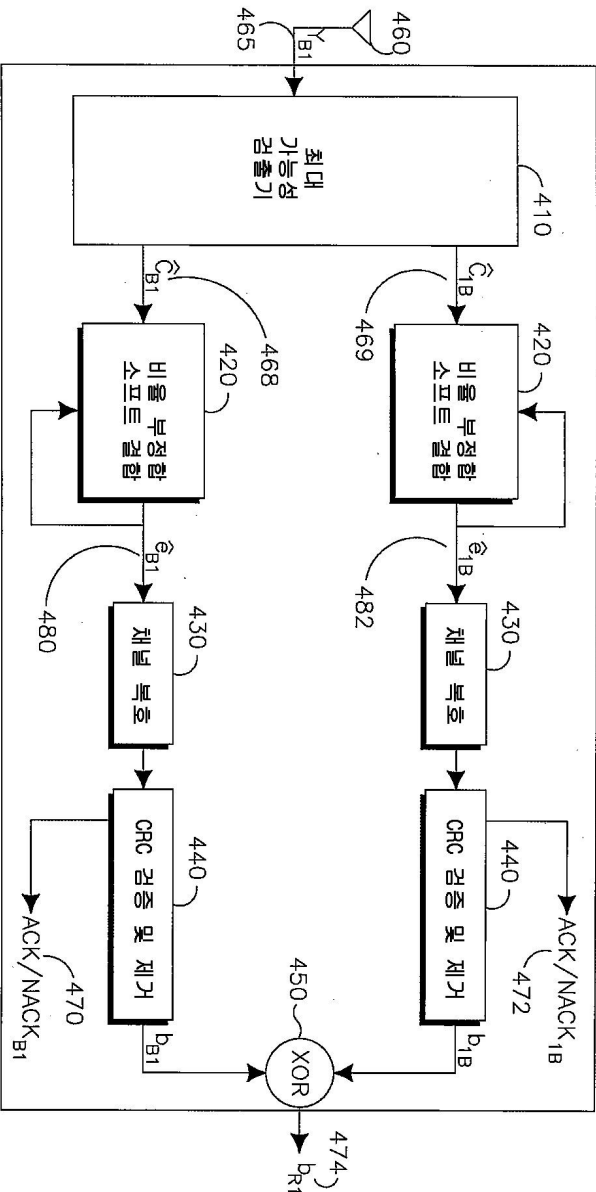 460
Y_B1
465
최대
가능성
검출기
410
Ĉ_1B
469
Ĉ_B1
468
비율 부정합
소프트 결합
420
비율 부정합
소프트 결합
420
ê_1B
482
ê_B1
480
채널 복호
430
채널 복호
430
CRC 검증 및 제거
440
CRC 검증 및 제거
440
ACK/NACK_1B
472
ACK/NACK_B1
470
b_1B
b_B1
450
XOR
474
b_R1